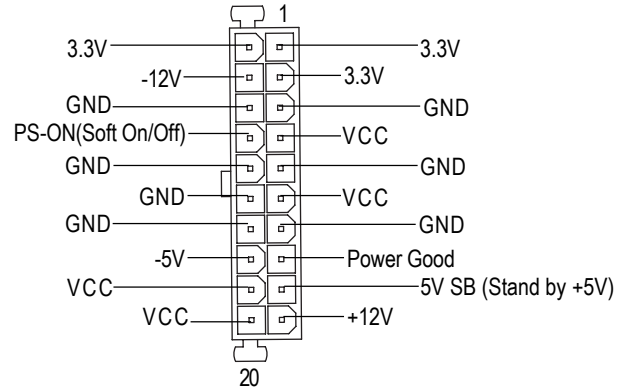 1
3.3V 3.3V
-12V 3.3V
GND GND
PS-ON(Soft On/Off) VCC
GND GND
GND VCC
GND GND
-5V Power Good
VCC 5V SB (Stand by +5V)
VCC +12V
20